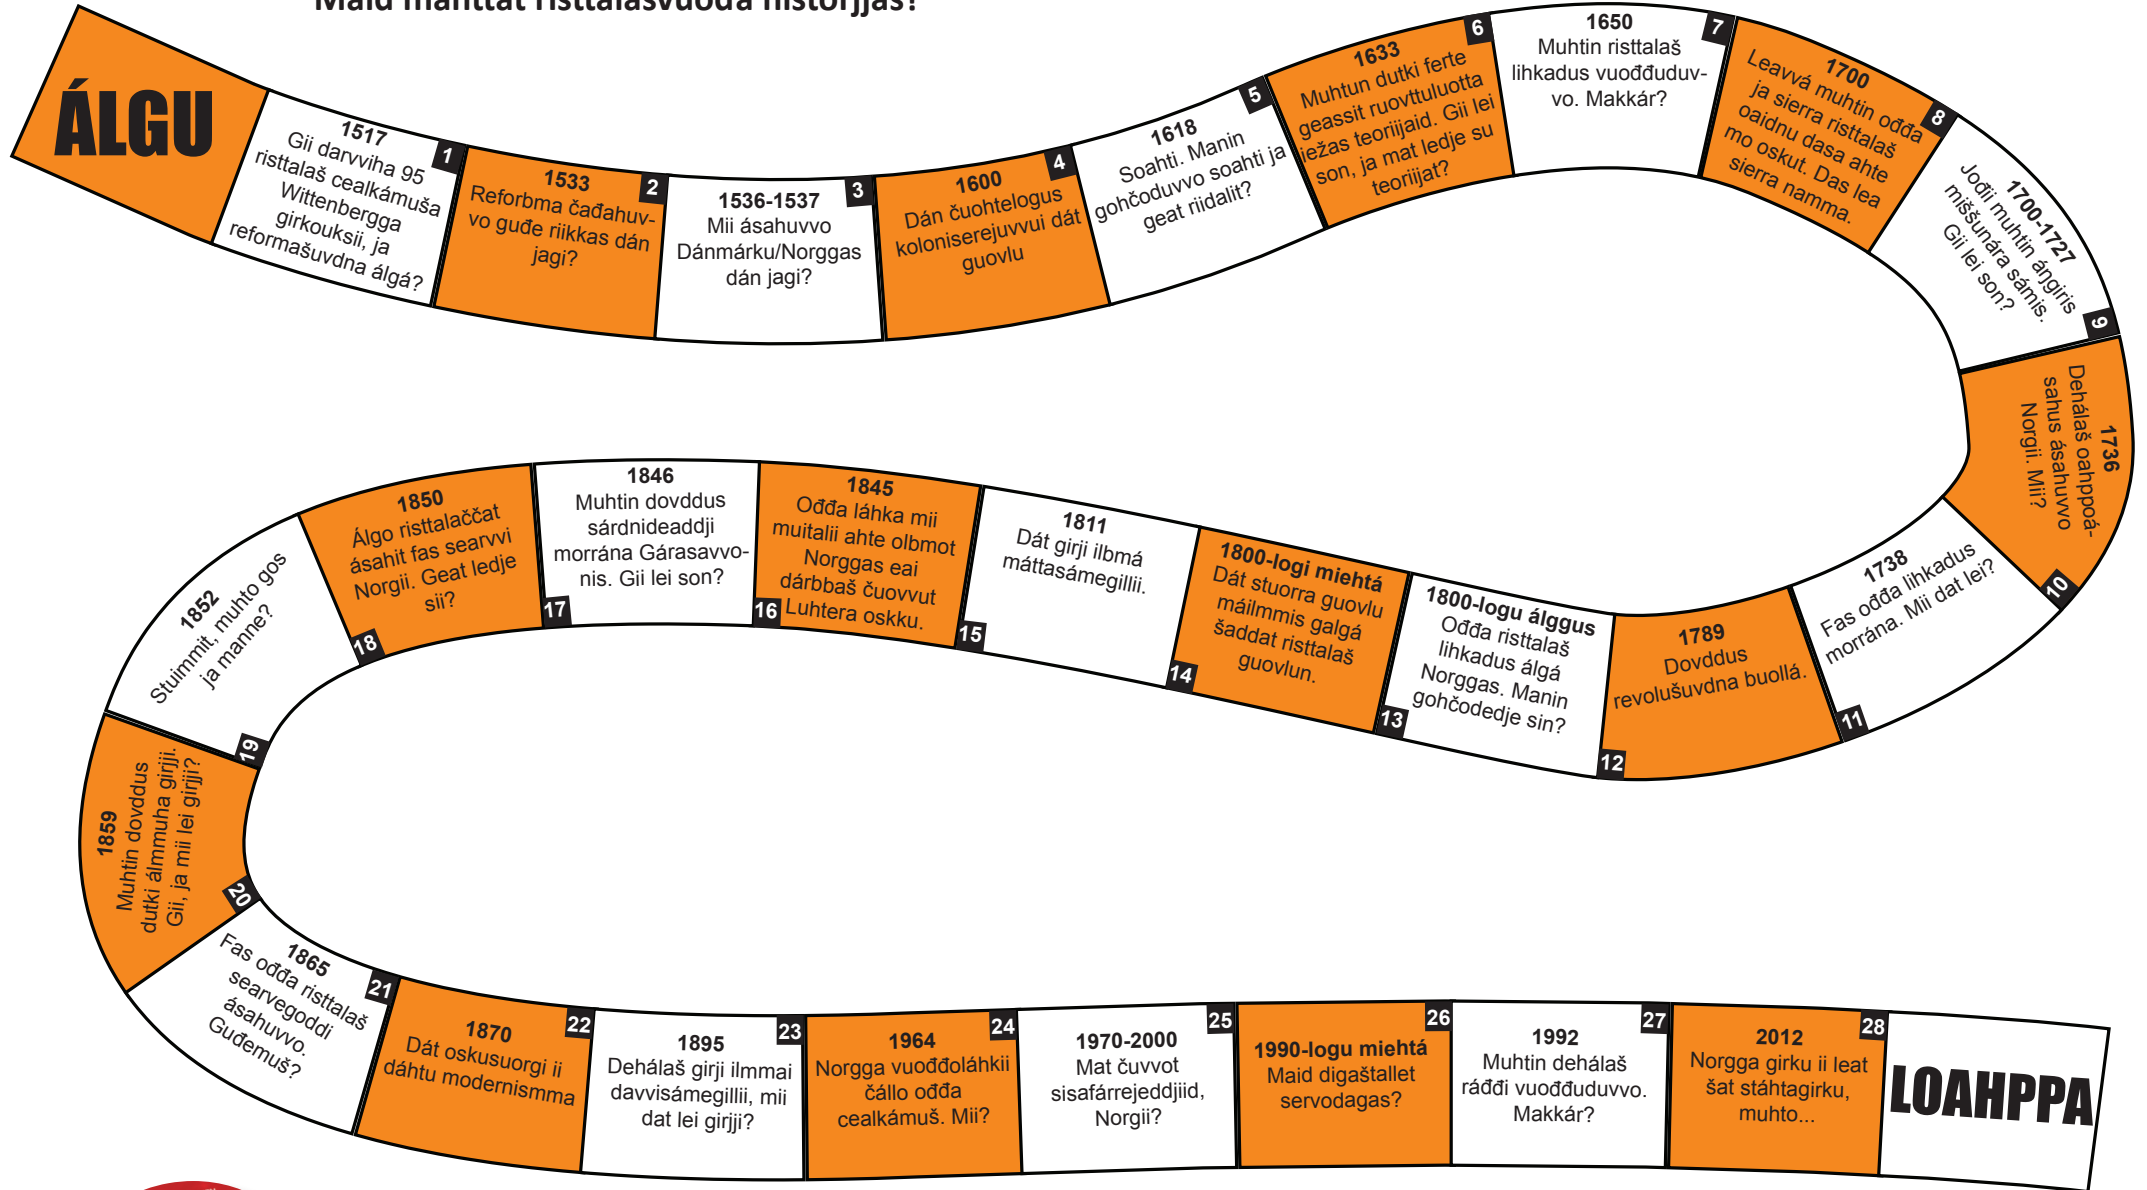 Maid máhttát risttalašvuođa historjjás?
ÁLGU
1517
Gii darvviha 95
risttalaš cealkámuša
Wittenbergga
girkouksii, ja
reformašuvdna álgá?
1
1533
Reforbma čađahuv-
vo guđe riikkas dán
jagi?
2
1536-1537
Mii ásahuvvo
Dánmárku/Norggas
dán jagi?
3
1600
Dán čuohtelogus
koloniserejuvvui dát
guovlu
4
1618
Soahti. Manin
gohčoduvvo soahti ja
geat riidalit?
5
1633
Muhtun dutki ferte
geassit ruovttuluotta
iežas teoriijaid. Gii lei
son, ja mat ledje su
teoriijat?
6
1650
Muhtin risttalaš
lihkadus vuođđuduv-
vo. Makkár?
7
1700
Leavvá muhtin ođđa
ja sierra risttalaš
oaidnu dasa ahte
mo oskut. Das lea
sierra namma.
8
1700-1727
Jođii muhtin áŋgiris
miššunára sámis.
Gii lei son?
9
1736
Dehálaš oahppoá-
sahus ásahuvvo
Norgii. Mii?
10
1738
Fas ođđa lihkadus
morrána. Mii dat lei?
11
1789
Dovddus
revolušuvdna buollá.
12
1800-logu álggus
Ođđa risttalaš
lihkadus álgá
Norggas. Manin
gohčodedje sin?
13
1800-logi miehtá
Dát stuorra guovlu
máilmmis galgá
šaddat risttalaš
guovlun.
14
1811
Dát girji ilbmá
máttasámegillii.
15
1845
Ođđa láhka mii
muitalii ahte olbmot
Norggas eai
dárbbaš čuovvut
Luhtera oskku.
16
1846
Muhtin dovddus
sárdnideaddji
morrána Gárasavvo-
nis. Gii lei son?
17
1850
Álgo risttalaččat
ásahit fas searvvi
Norgii. Geat ledje
sii?
18
1852
Stuimmit, muhto gos
ja manne?
19
1859
Muhtin dovddus
dutki álmmuha girjji.
Gii, ja mii lei girjji?
20
1865
Fas ođđa risttalaš
searvegoddi
ásahuvvo.
Guđemuš?
21
1870
Dát oskusuorgi ii
dáhtu modernismma
22
1895
Dehálaš girji ilmmai
davvisámegillii, mii
dat lei girjji?
23
1964
Norgga vuođđoláhkii
čállo ođđa
cealkámuš. Mii?
24
1970-2000
Mat čuvvot
sisafárrejeddjiid,
Norgii?
25
1990-logu miehtá
Maid digaštallet
servodagas?
26
1992
Muhtin dehálaš
ráđđi vuođđuduvvo.
Makkár?
27
2012
Norgga girku ii leat
šat stáhtagirku,
muhto...
28
LOAHPPA